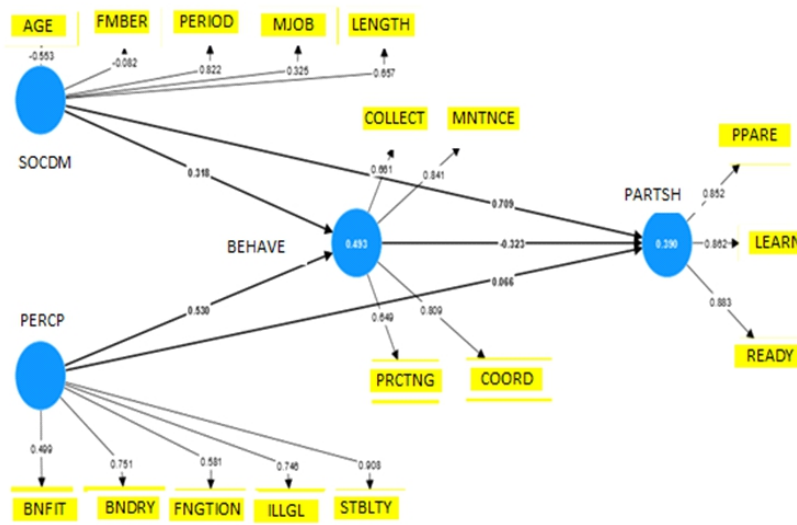 AGE FMBER PERIOD MJOB LENGTH
-0.553 -0.082 0.822 0.325 0.657
SOCDM
COLLECT MNTNCE
0.661 0.841
0.318
0.709
PPARE
0.852
PARTSH
BEHAVE
0.493
-0.323
0.390
0.862
LEARN
0.530
0.066
0.883
READY
PERCP
0.649 0.809
PRCTNG COORD
0.499 0.751 0.581 0.746 0.908
BNFIT BNDRY FNGTION ILLGL STBLTY